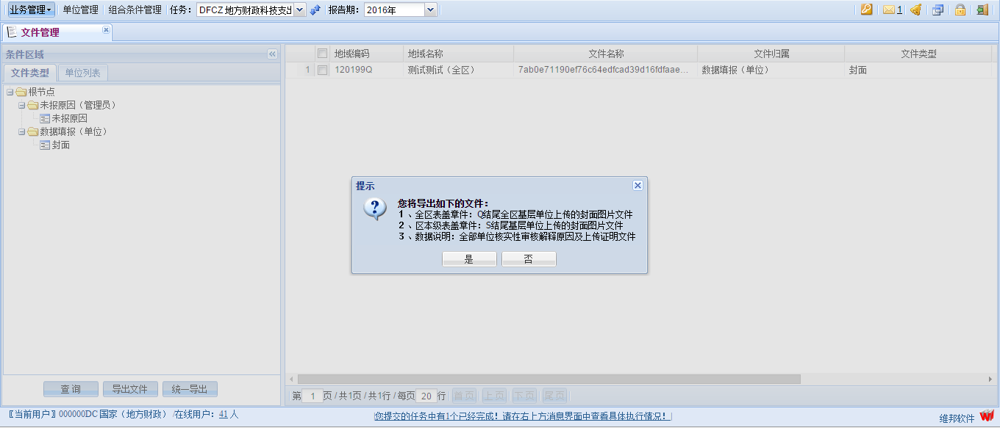 业务管理 单位管理 组合条件管理 任务: DFCZ 地方财政科技支出 报告期: 2016年 1
文件管理
条件区域
文件类型 单位列表
根节点
未报原因（管理员）
未报原因
数据填报（单位）
封面
查 询 导出文件 统一导出
地域编码 地域名称 文件名称 文件归属 文件类型
1 120199Q 测试测试（全区） 7ab0e71190ef76c64edfcad39d16fdfaae... 数据填报（单位） 封面
提示
您将导出如下的文件：
1 、全区表盖章件：Q结尾全区基层单位上传的封面图片文件
2 、区本级表盖章件：S结尾基层单位上传的封面图片文件
3 、数据说明：全部单位核实性审核解释原因及上传证明文件
是 否
第 1 页 / 共1页 / 共1行 / 每页 20 行 首页 上页 下页 尾页
〖当前用户〗000000DC 国家（地方财政） /在线用户：41 人
您提交的任务中有1个已经完成！请在右上方消息界面中查看具体执行情况！
维邦软件